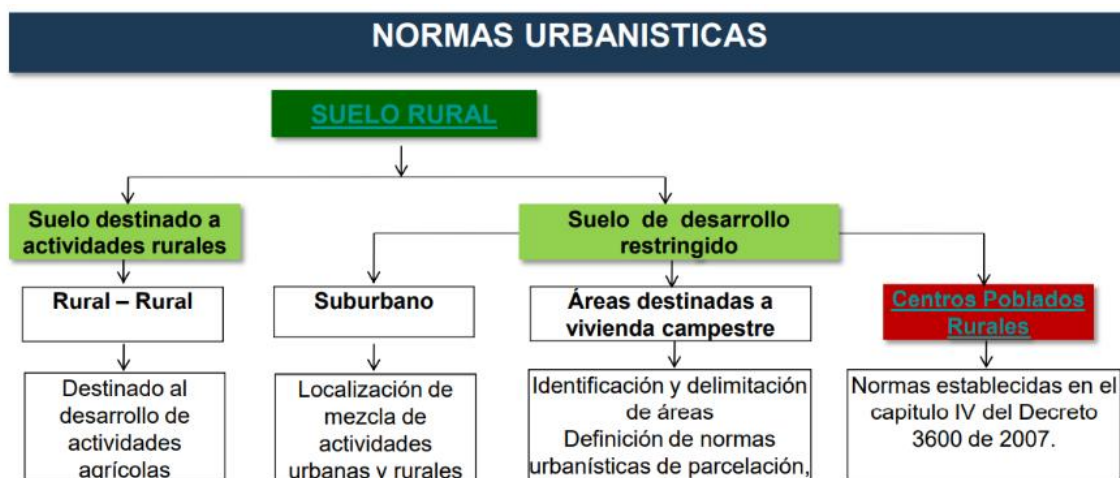 NORMAS URBANISTICAS
SUELO RURAL
Suelo destinado a
actividades rurales
Suelo de desarrollo
restringido
Rural – Rural
Suburbano
Áreas destinadas a
vivienda campestre
Centros Poblados
Rurales
Destinado al
desarrollo de
actividades
agrícolas
Localización de
mezcla de
actividades
urbanas y rurales
Identificación y delimitación
de áreas
Definición de normas
urbanísticas de parcelación,
Normas establecidas en el
capitulo IV del Decreto
3600 de 2007.